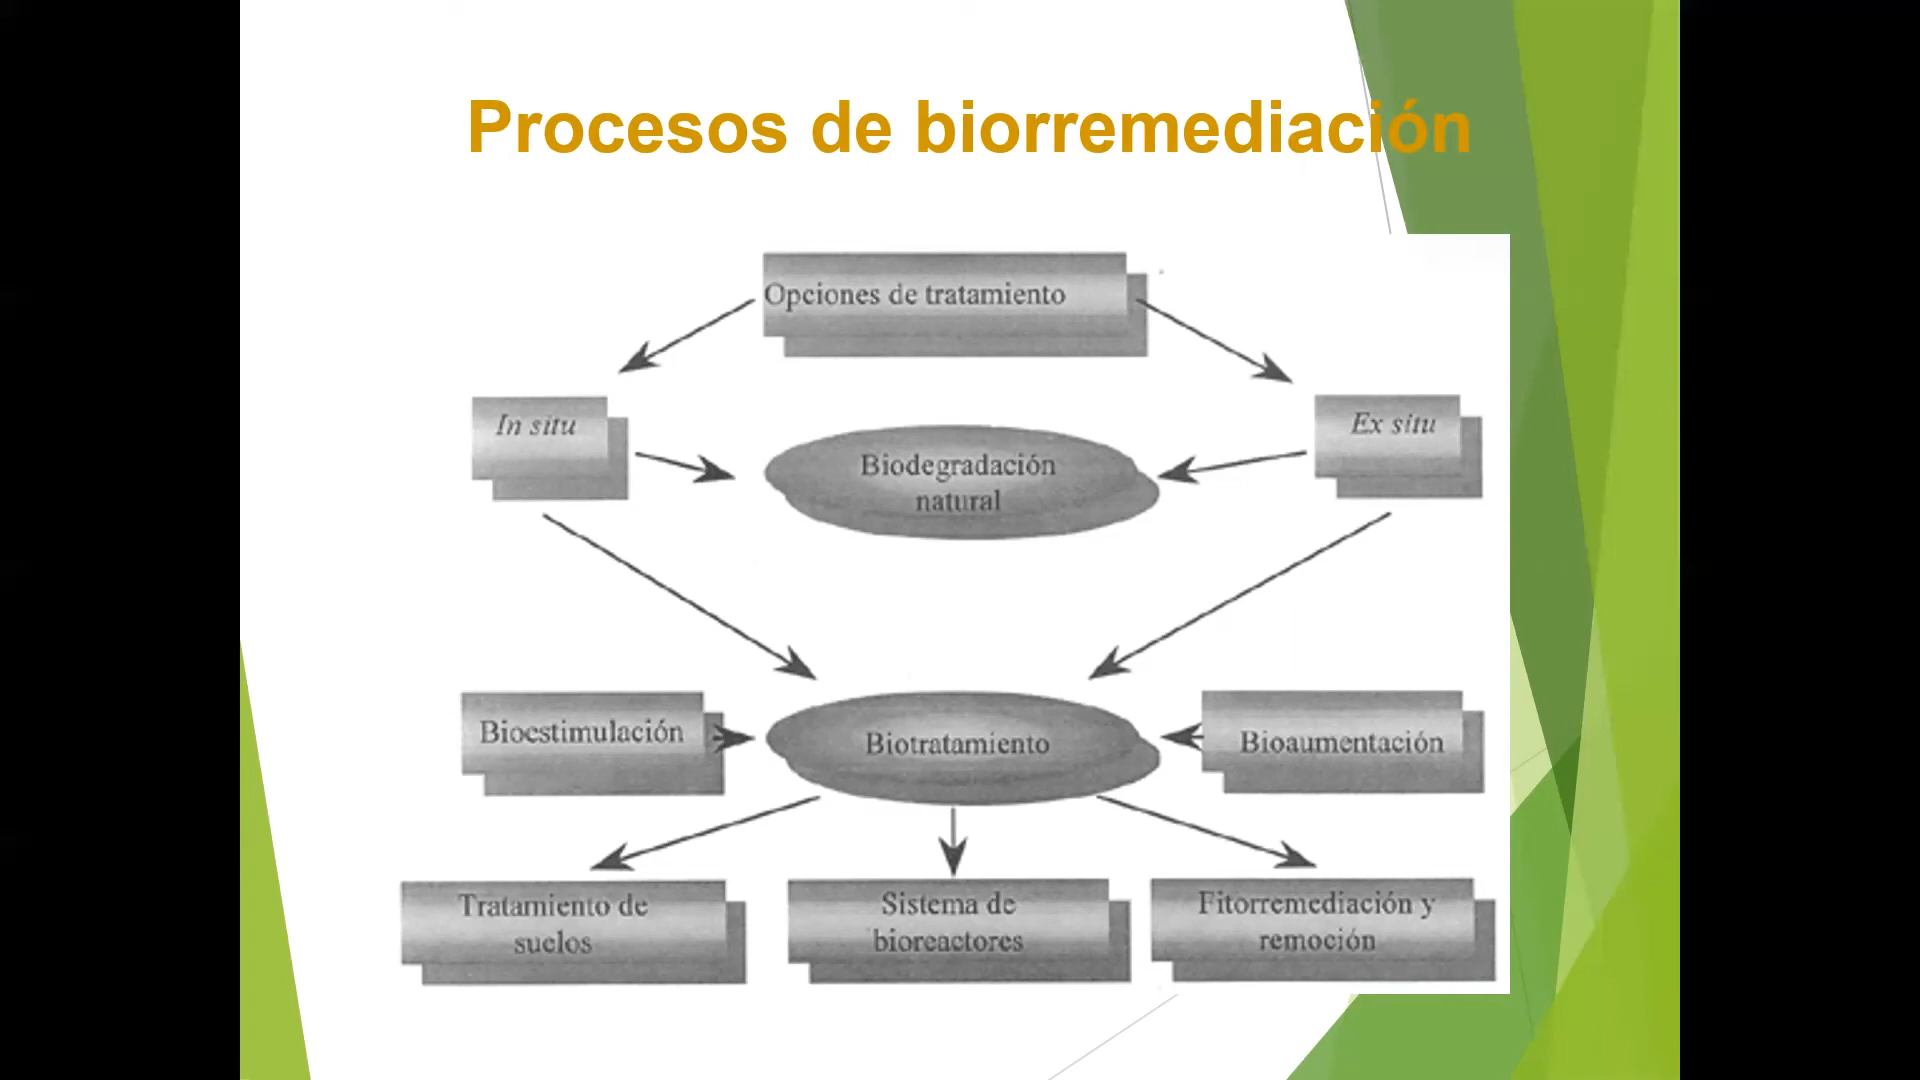 Procesos de biorremediación
Opciones de tratamiento
In situ
Ex situ
Biodegradación
natural
Bioestimulación
Biotratamiento
Bioaumentación
Tratamiento de
suelos
Sistema de
bioreactores
Fitorremediación y
remoción